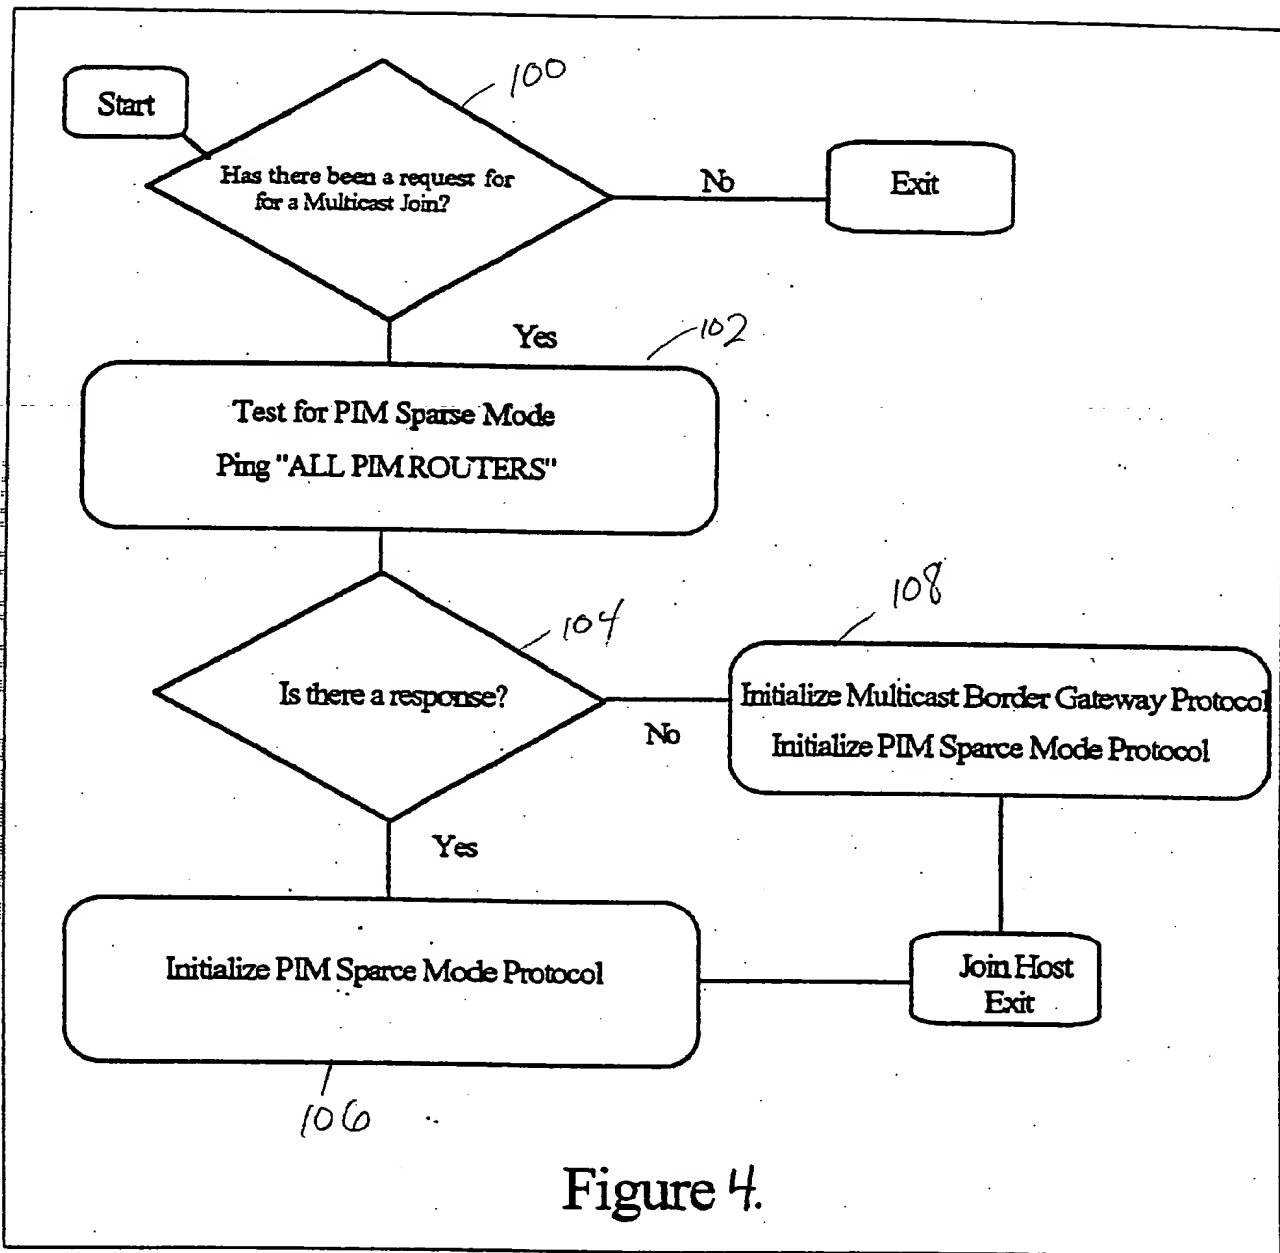 100
Start
Has there been a request for
for a Multicast Join?
No
Exit
Yes
102
Test for PIM Sparse Mode
Ping "ALL PIM ROUTERS"
104
108
Is there a response?
No
Initialize Multicast Border Gateway Protocol
Initialize PIM Sparce Mode Protocol
Yes
Initialize PIM Sparce Mode Protocol
Join Host
Exit
106
Figure 4.